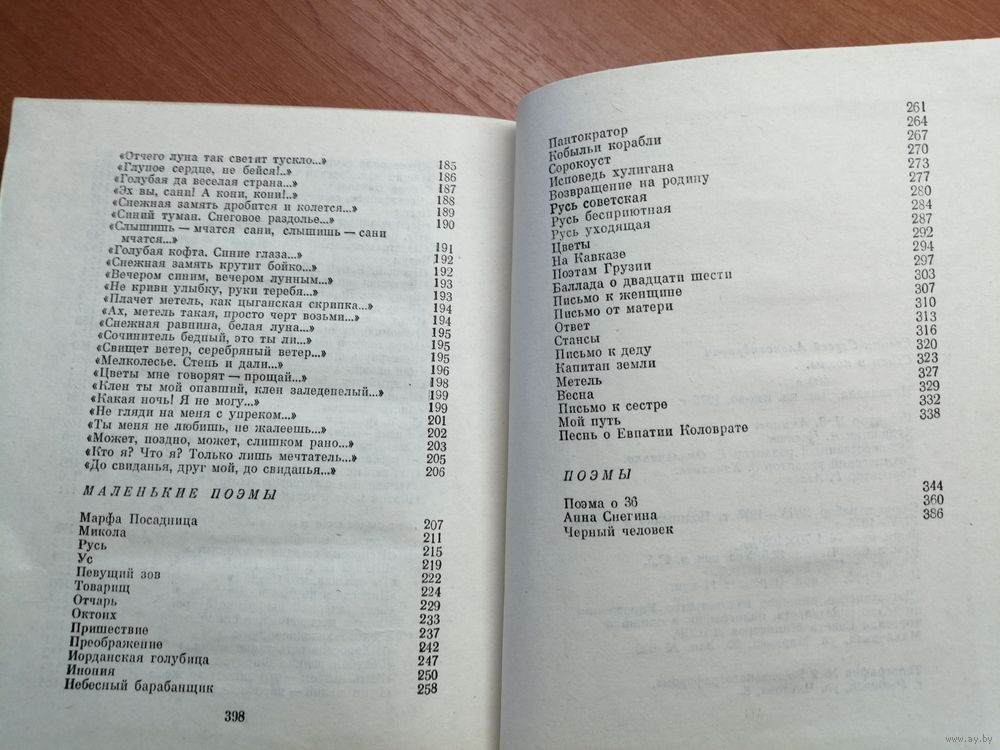 «Отчего луна так светит тускло...» 185
«Глупое сердце, не бейся!..» 186
«Голубая да веселая страна...» 187
«Эх вы, сани! А кони, кони!..» 188
«Снежная замять дробится и колется...» 189
«Синий туман. Снеговое раздолье...» 190
«Слышишь — мчатся сани, слышишь — сани
мчатся...» 191
«Голубая кофта. Синие глаза...» 192
«Снежная замять крутит бойко...» 192
«Вечером синим, вечером лунным...» 193
«Не криви улыбку, руки теребя...» 193
«Плачет метель, как цыганская скрипка...» 194
«Ах, метель такая, просто черт возьми...» 194
«Снежная равнина, белая луна...» 195
«Сочинитель бедный, это ты ли...» 195
«Свищет ветер, серебряный ветер...» 195
«Мелколесье. Степь и дали...» 196
«Цветы мне говорят — прощай...» 198
«Клен ты мой опавший, клен заледенелый...» 199
«Какая ночь! Я не могу...» 199
«Не гляди на меня с упреком...» 201
«Ты меня не любишь, не жалеешь...» 202
«Может, поздно, может, слишком рано...» 203
«Кто я? Что я? Только лишь мечтатель...» 205
«До свиданья, друг мой, до свиданья...» 206
МАЛЕНЬКИЕ ПОЭМЫ
Марфа Посадница 207
Микола 211
Русь 215
Ус 219
Певущий зов 222
Товарищ 224
Отчарь 229
Октоих 233
Пришествие 237
Преображение 242
Иорданская голубица 247
Инония 250
Небесный барабанщик 258
398
Пантократор 261
Кобыльи корабли 264
Сорокоуст 267
Исповедь хулигана 270
Возвращение на родину 273
Русь советская 277
Русь бесприютная 280
Русь уходящая 284
Цветы 287
На Кавказе 292
Поэтам Грузии 294
Баллада о двадцати шести 297
Письмо к женщине 303
Письмо от матери 307
Ответ 310
Стансы 313
Письмо к деду 316
Капитан земли 320
Метель 323
Весна 327
Письмо к сестре 329
Мой путь 332
Песнь о Евпатии Коловрате 338
ПОЭМЫ
Поэма о 36 344
Анна Снегина 360
Черный человек 386
www.ay.by